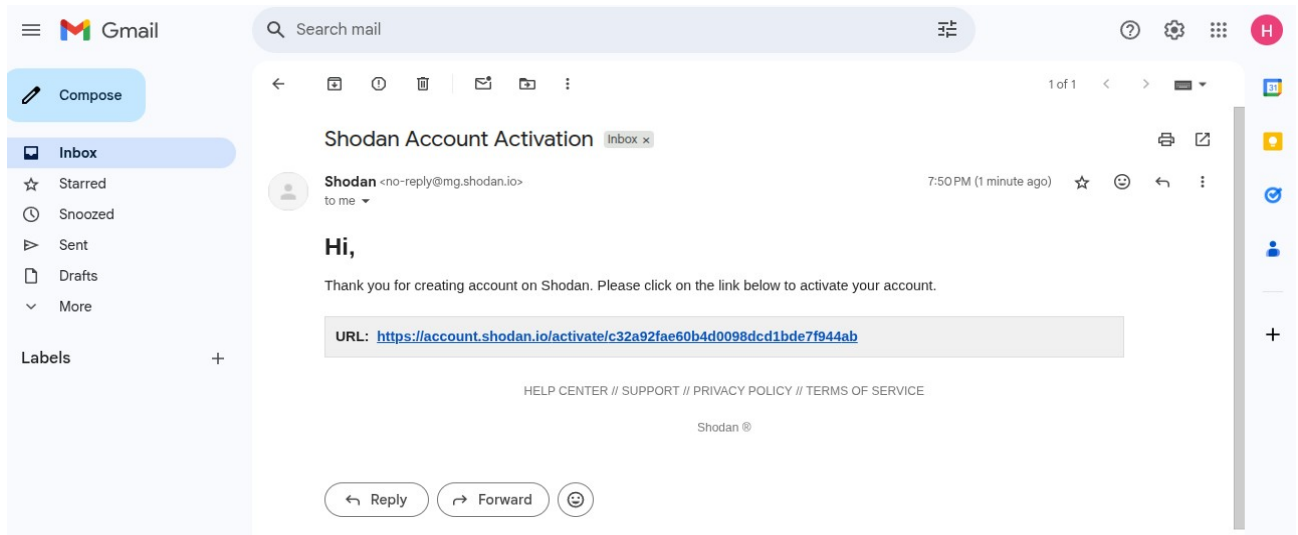 Gmail
Search mail
H
Compose
1 of 1
31
Shodan Account Activation Inbox x
Inbox
Shodan <no-reply@mg.shodan.io> 7:50 PM (1 minute ago)
to me
Starred
Snoozed
Sent
Drafts
More
Labels +
Hi,
Thank you for creating account on Shodan. Please click on the link below to activate your account.
URL: https://account.shodan.io/activate/c32a92fae60b4d0098dcd1bde7f944ab
HELP CENTER // SUPPORT // PRIVACY POLICY // TERMS OF SERVICE
Shodan ®
Reply Forward